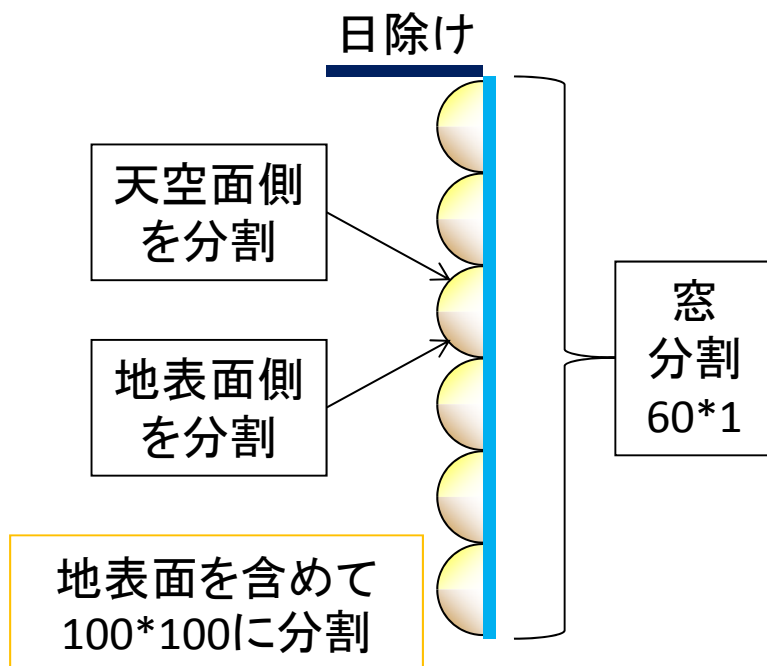 日除け
天空面側
を分割
地表面側
を分割
窓
分割
60*1
地表面を含めて
100*100に分割